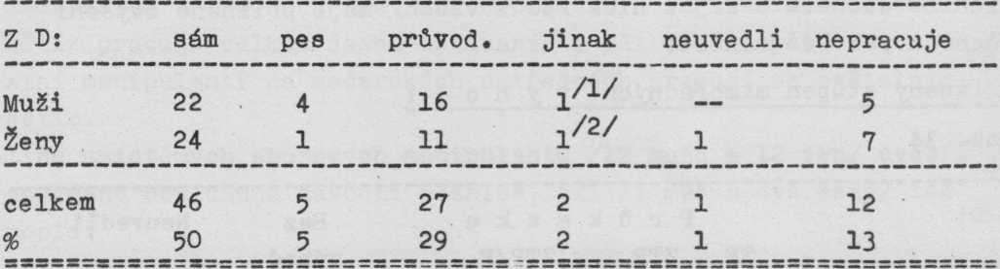 Z D: sám pes průvod. jinak neuvedli nepracuje
Muži 22 4 16 1/1/ -- 5
Ženy 24 1 11 1/2/ 1 7
celkem 46 5 27 2 1 12
% 50 5 29 2 1 13